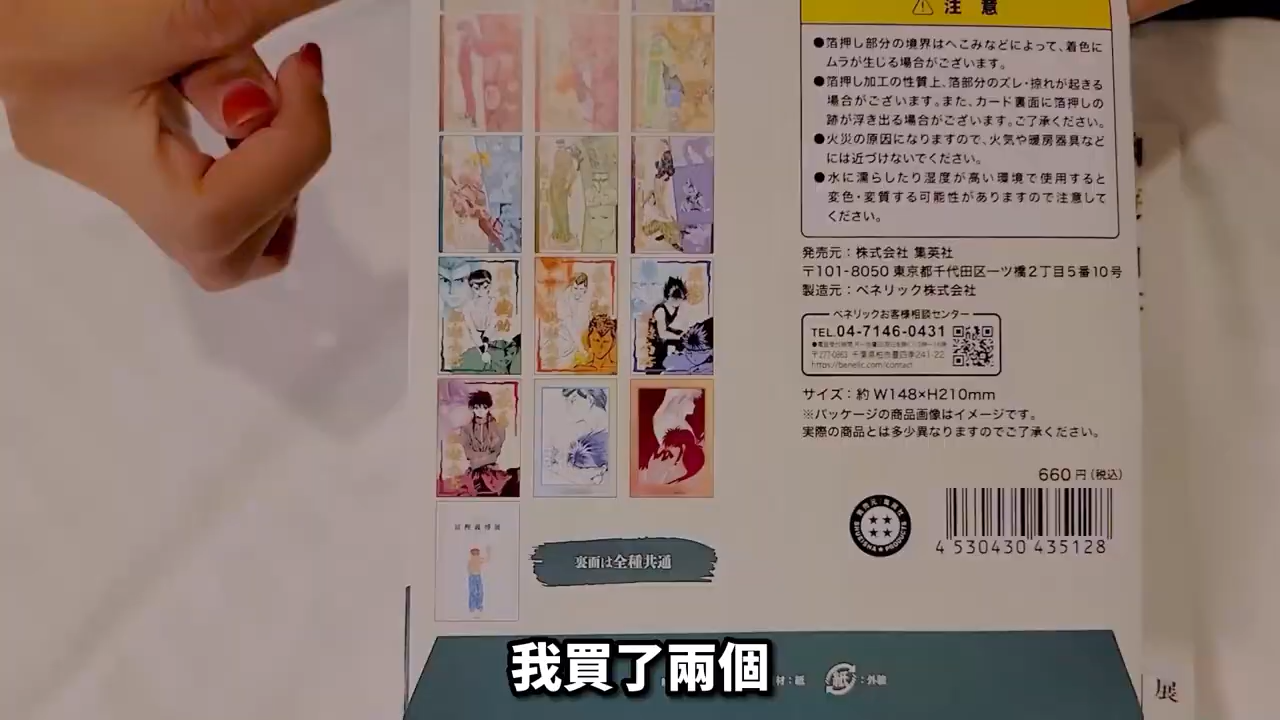 注意
●箔押し部分の境界はへこみなどによって、着色に
ムラが生じる場合がございます。
●箔押し加工の性質上、箔部分のズレ・掠れが起きる
場合がございます。また、カード裏面に箔押しの
跡が浮き出る場合がございます。ご了承ください。
●火災の原因になりますので、火気や暖房器具など
には近づけないでください。
●水に濡らしたり湿度が高い環境で使用すると
変色・変質する可能性がありますので注意して
ください。
発売元：株式会社 集英社
〒101-8050 東京都千代田区一ツ橋2丁目5番10号
製造元：ベネリック株式会社
ベネリックお客様相談センター
TEL.04-7146-0431
〒277-0863 千葉県柏市豊四季241-22
https://benelic.com/contact
サイズ：約 W148×H210mm
※パッケージの商品画像はイメージです。
実際の商品とは多少異なりますのでご了承ください。
660円(税込)
4 530430 435128
裏面は全種共通
我買了兩個
材：紙
紙：外装
展